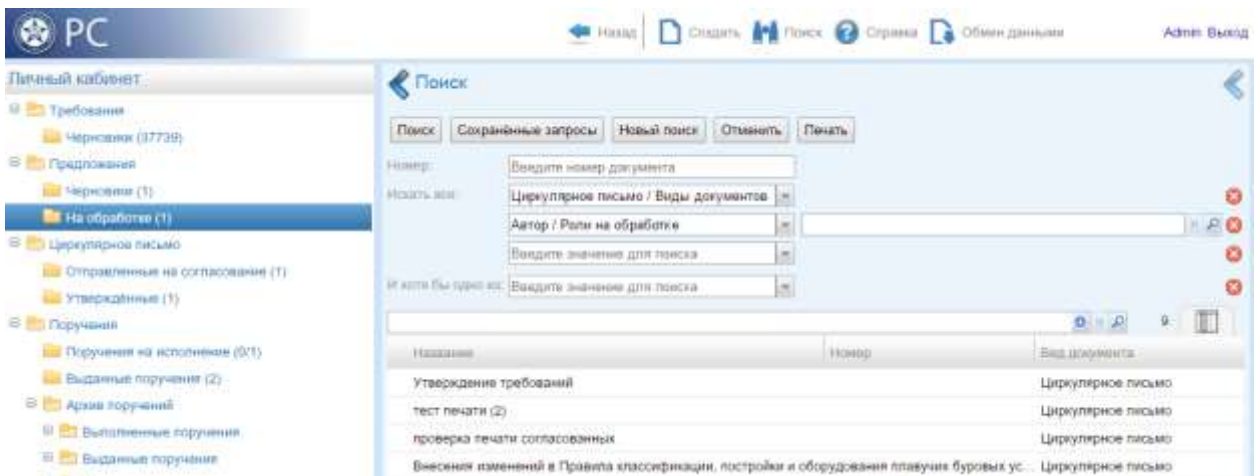 РС
Назад Создать Поиск Справка Обмен данными Admin Выход
Личный кабинет
Требования
Черновики (37739)
Предложения
Черновики (1)
На обработке (1)
Циркулярное письмо
Отправленные на согласование (1)
Утверждённые (1)
Поручения
Поручения на исполнение (0/1)
Выданные поручения (2)
Архив поручений
Выполненные поручения
Выданные поручения
Поиск
Поиск Сохранённые запросы Новый поиск Отменить Печать
Номер: Введите номер документа
Искать все: Циркулярное письмо / Виды документов
Автор / Роли на обработке
Введите значение для поиска
И хотя бы одно из: Введите значение для поиска
9
Название Номер Вид документа
Утверждение требований Циркулярное письмо
тест печати (2) Циркулярное письмо
проверка печати согласованных Циркулярное письмо
Внесения изменений в Правила классификации, постройки и оборудования плавучих буровых ус... Циркулярное письмо